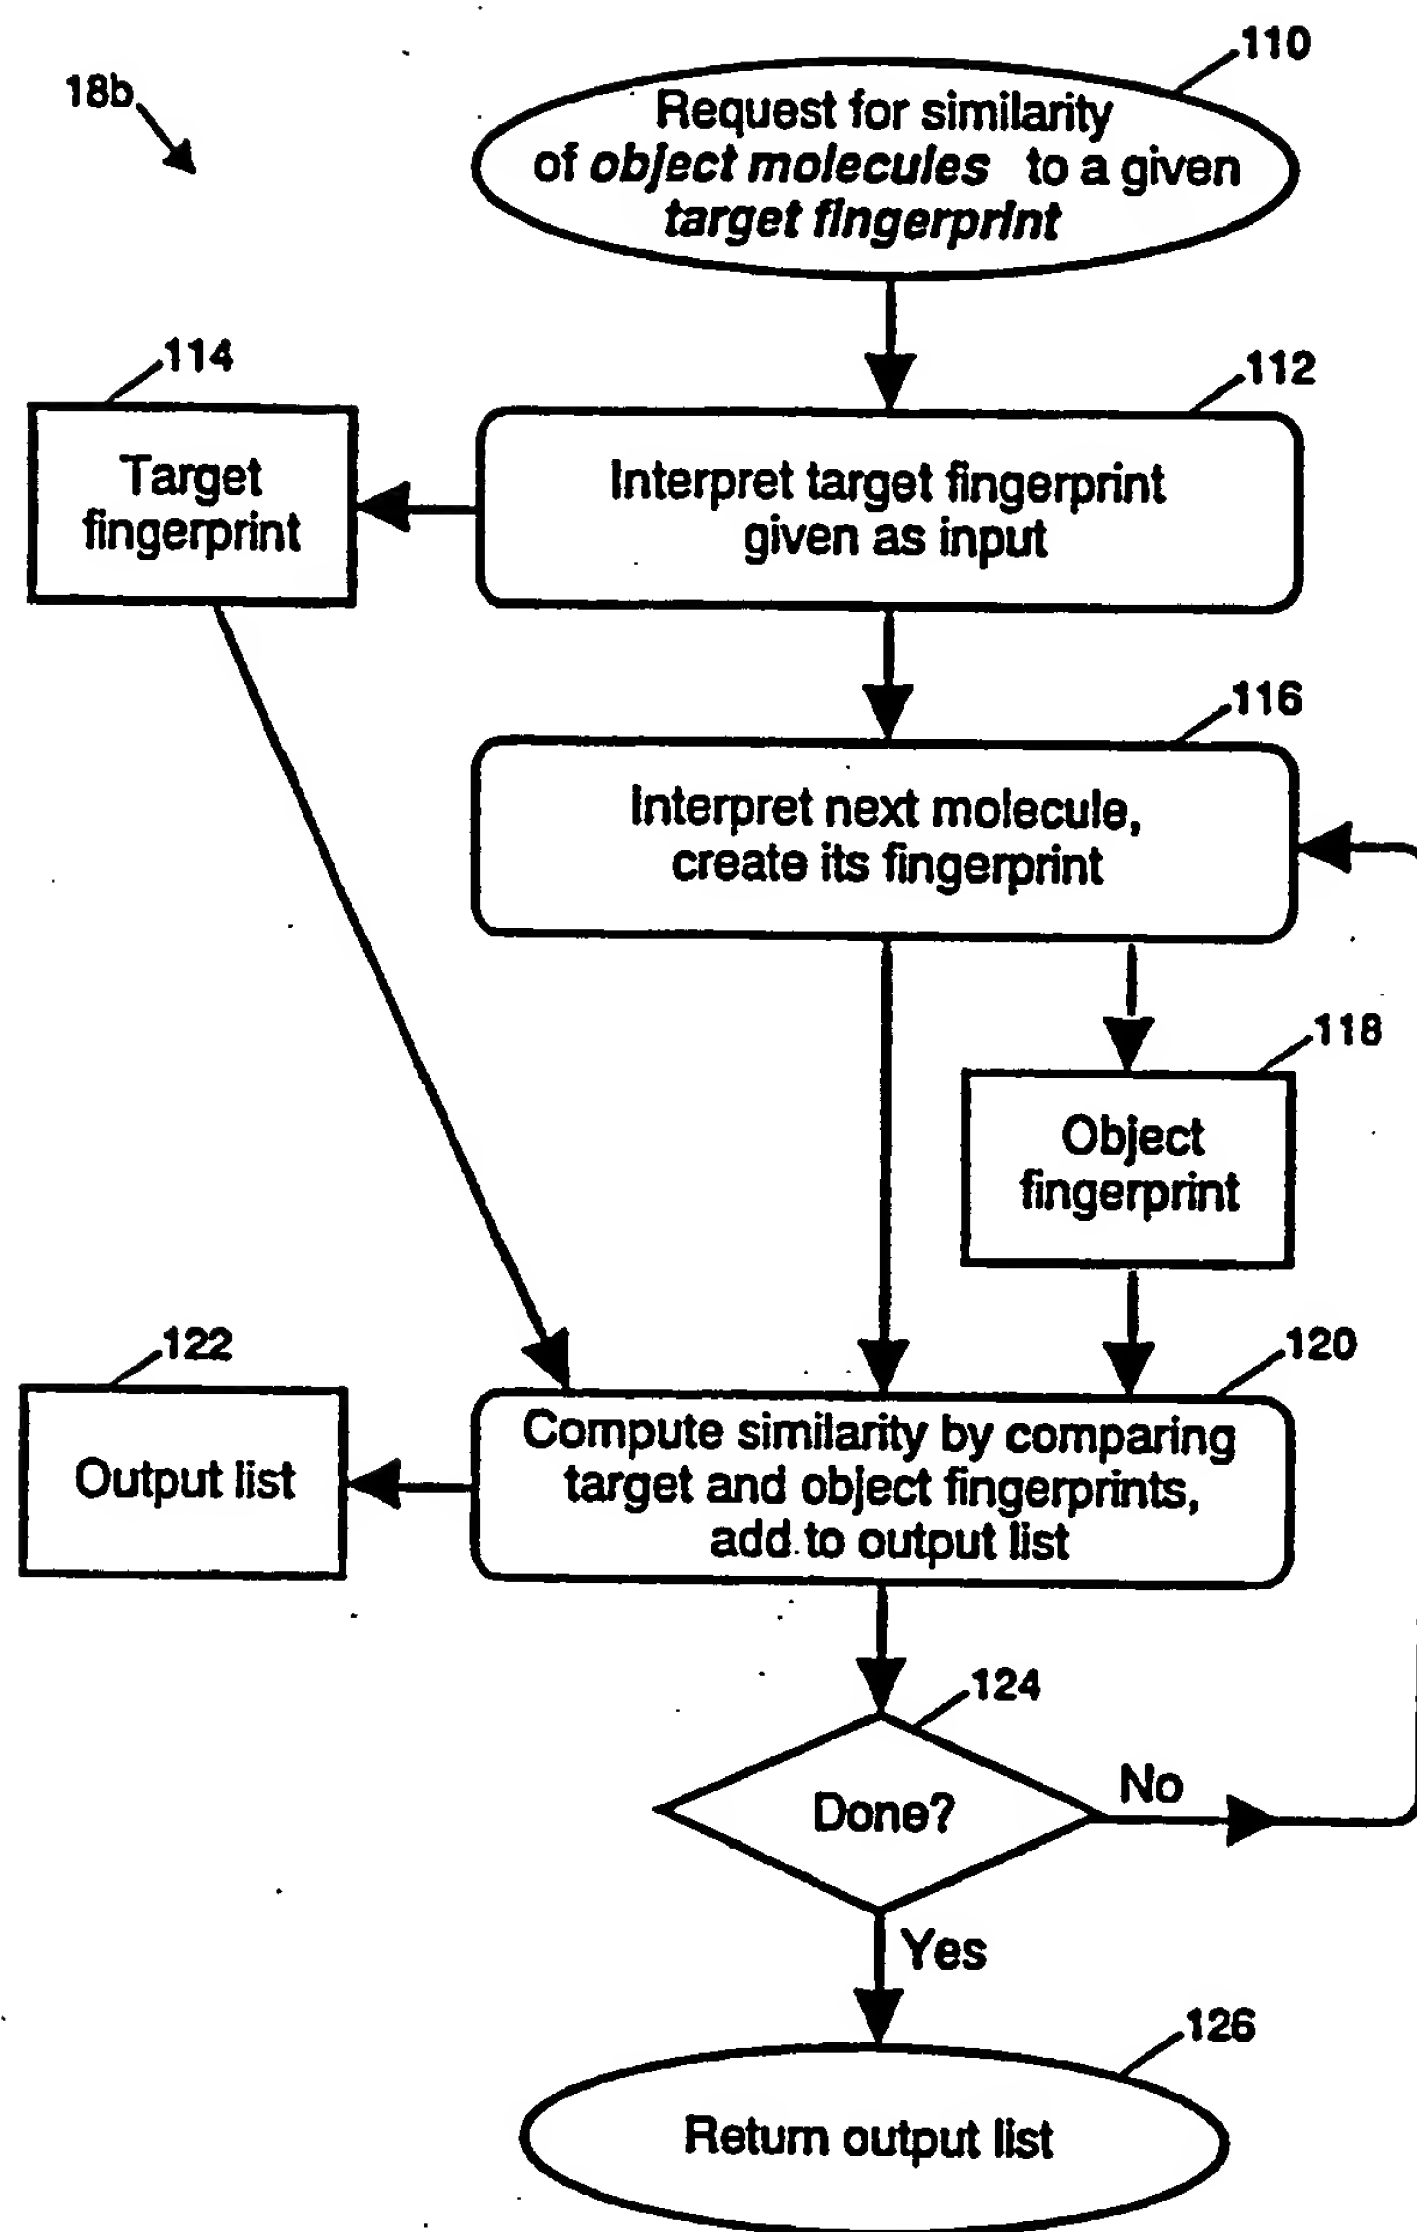 110
18b
Request for similarity
of object molecules to a given
target fingerprint
114
112
Target
fingerprint
Interpret target fingerprint
given as input
116
Interpret next molecule,
create its fingerprint
118
Object
fingerprint
122
120
Output list
Compute similarity by comparing
target and object fingerprints,
add to output list
124
Done?
No
Yes
126
Return output list